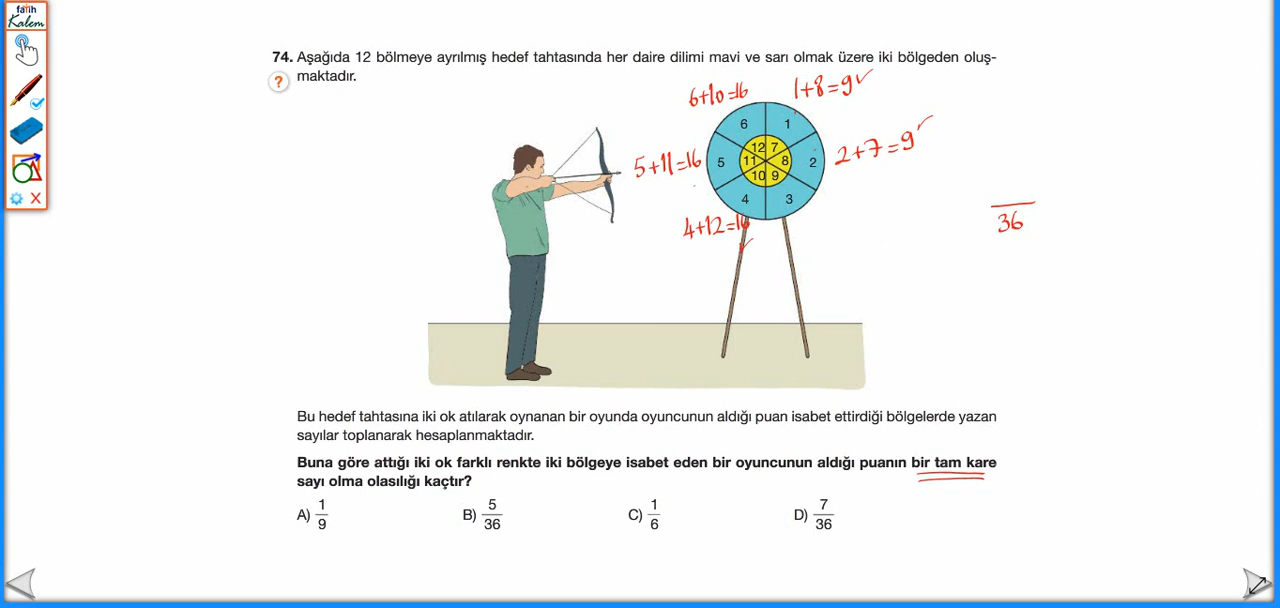 fatih
Kalem
74. Aşağıda 12 bölmeye ayrılmış hedef tahtasında her daire dilimi mavi ve sarı olmak üzere iki bölgeden oluş-
? maktadır.
6+10=16
1+8=9✓
6 1
12 7
5+11=16
5 11 8 2
2+7=9✓
10 9
4 3
4+12=16
✓
36
Bu hedef tahtasına iki ok atılarak oynanan bir oyunda oyuncunun aldığı puan isabet ettirdiği bölgelerde yazan
sayılar toplanarak hesaplanmaktadır.
Buna göre attığı iki ok farklı renkte iki bölgeye isabet eden bir oyuncunun aldığı puanın bir tam kare
sayı olma olasılığı kaçtır?
A) 1/9 B) 5/36 C) 1/6 D) 7/36